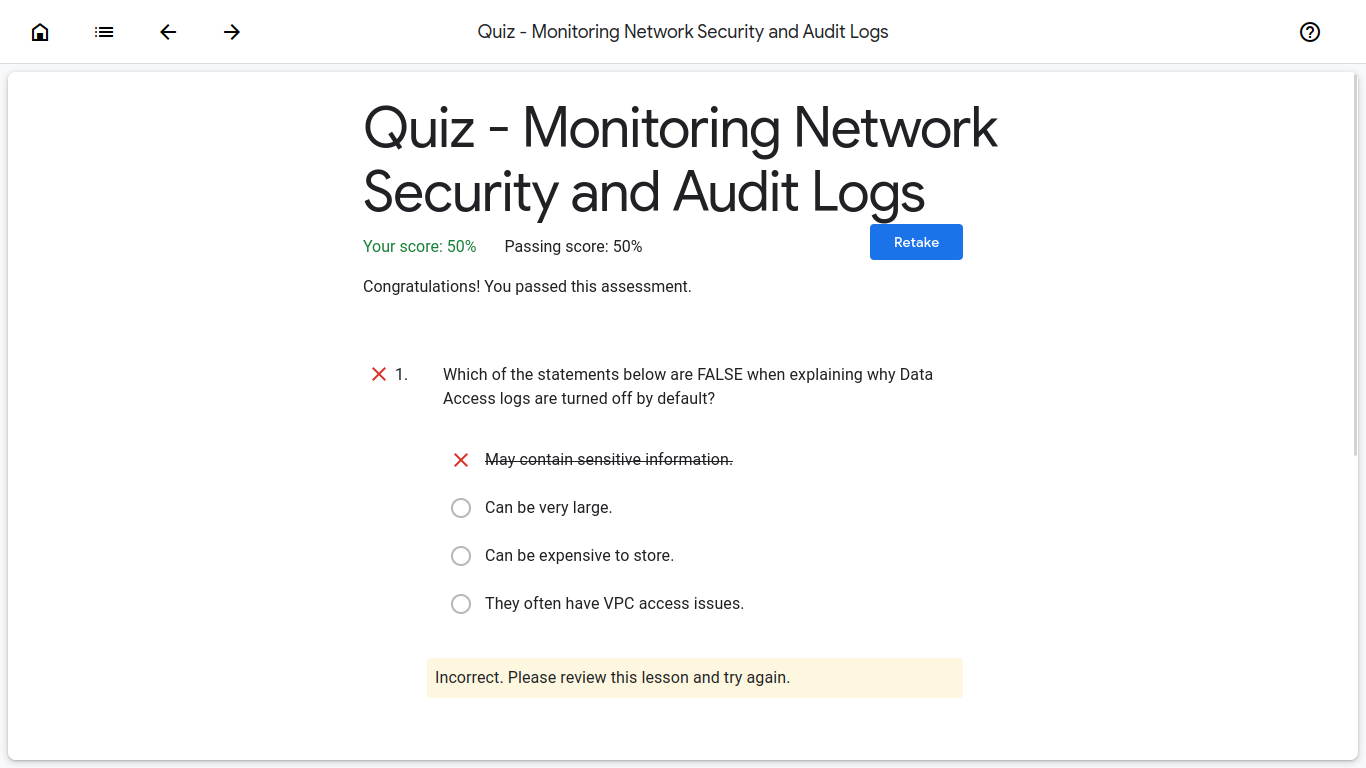 Quiz - Monitoring Network Security and Audit Logs
Quiz - Monitoring Network
Security and Audit Logs
Your score: 50% Passing score: 50%
Retake
Congratulations! You passed this assessment.
1. Which of the statements below are FALSE when explaining why Data
Access logs are turned off by default?
May contain sensitive information.
Can be very large.
Can be expensive to store.
They often have VPC access issues.
Incorrect. Please review this lesson and try again.